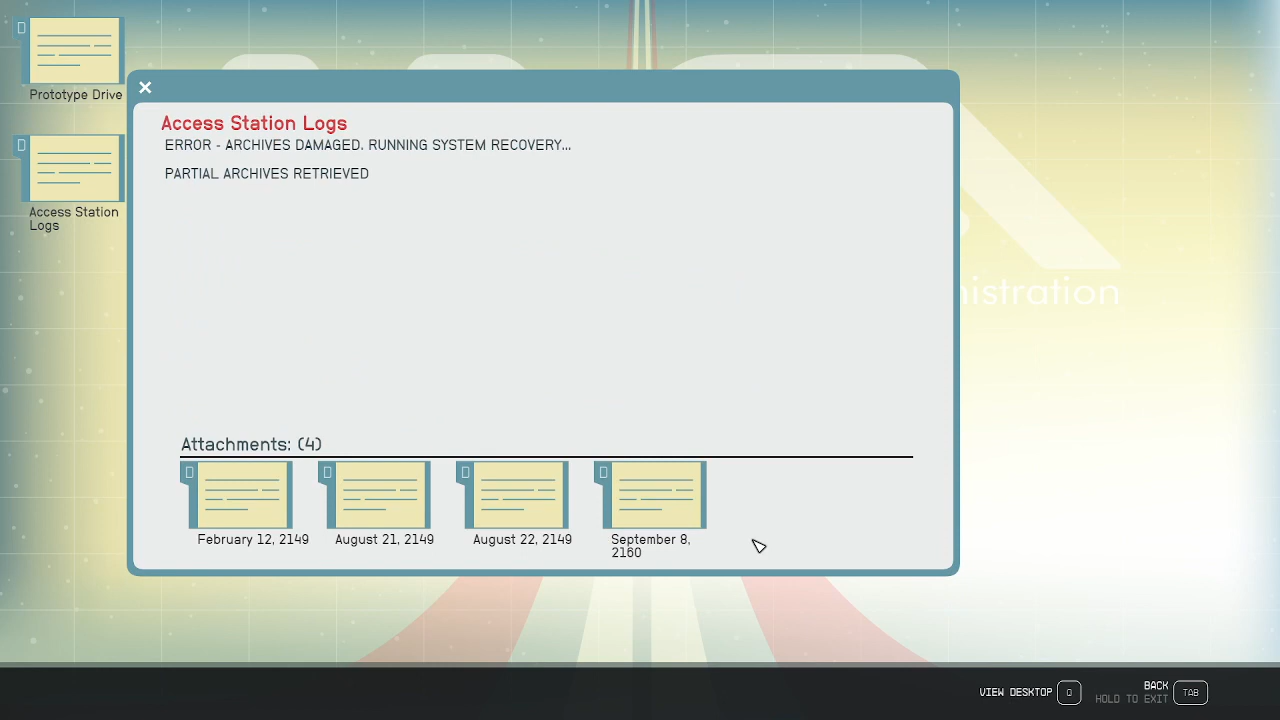 Prototype Drive
Access Station
Logs
Access Station Logs
ERROR - ARCHIVES DAMAGED. RUNNING SYSTEM RECOVERY...
PARTIAL ARCHIVES RETRIEVED
Attachments: (4)
February 12, 2149
August 21, 2149
August 22, 2149
September 8,
2160
nistration
VIEW DESKTOP Q
BACK
HOLD TO EXIT TAB